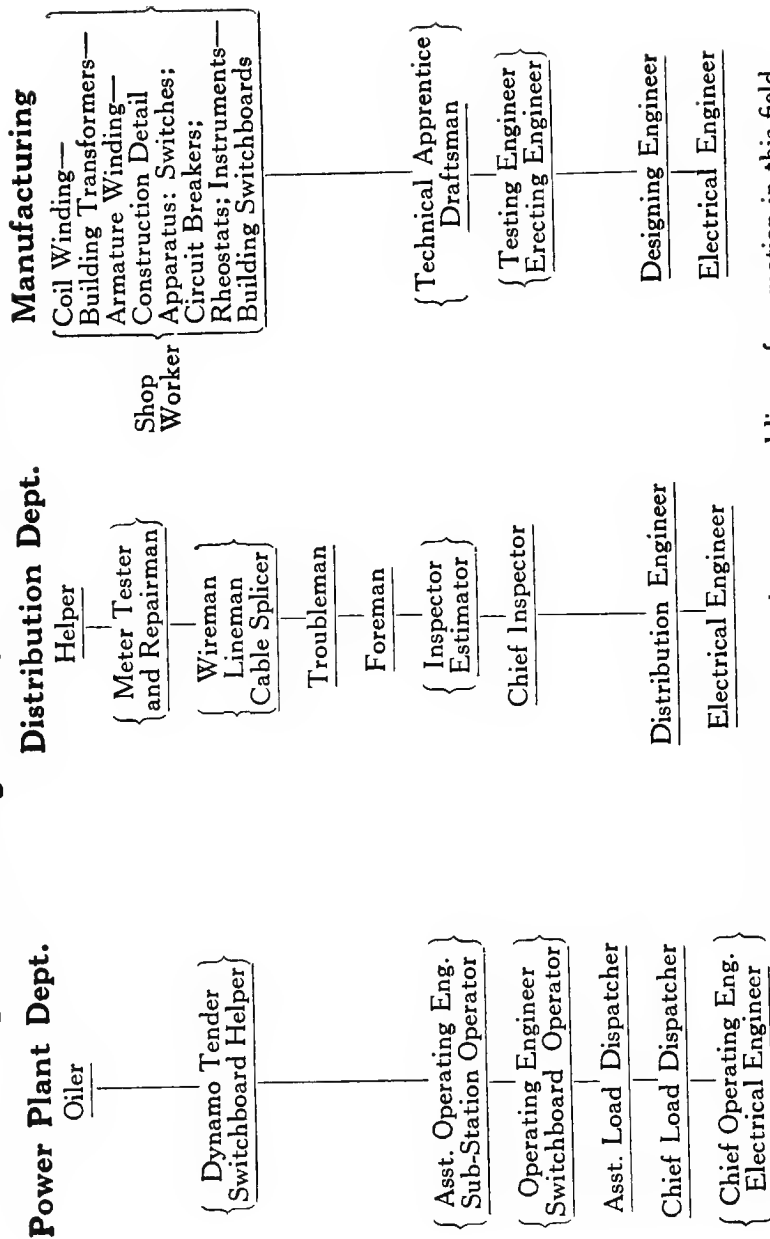 Power Plant Dept.
Oiler
Dynamo Tender
Switchboard Helper
Asst. Operating Eng.
Sub-Station Operator
Operating Engineer
Switchboard Operator
Asst. Load Dispatcher
Chief Load Dispatcher
Chief Operating Eng.
Electrical Engineer
Distribution Dept.
Helper
Meter Tester
and Repairman
Wireman
Lineman
Cable Splicer
Troubleman
Foreman
Inspector
Estimator
Chief Inspector
Distribution Engineer
Electrical Engineer
Manufacturing
Shop
Worker
Coil Winding—
Building Transformers—
Armature Winding—
Construction Detail
Apparatus: Switches;
Circuit Breakers;
Rheostats; Instruments—
Building Switchboards
Technical Apprentice
Draftsman
Testing Engineer
Erecting Engineer
Designing Engineer
Electrical Engineer
in this field